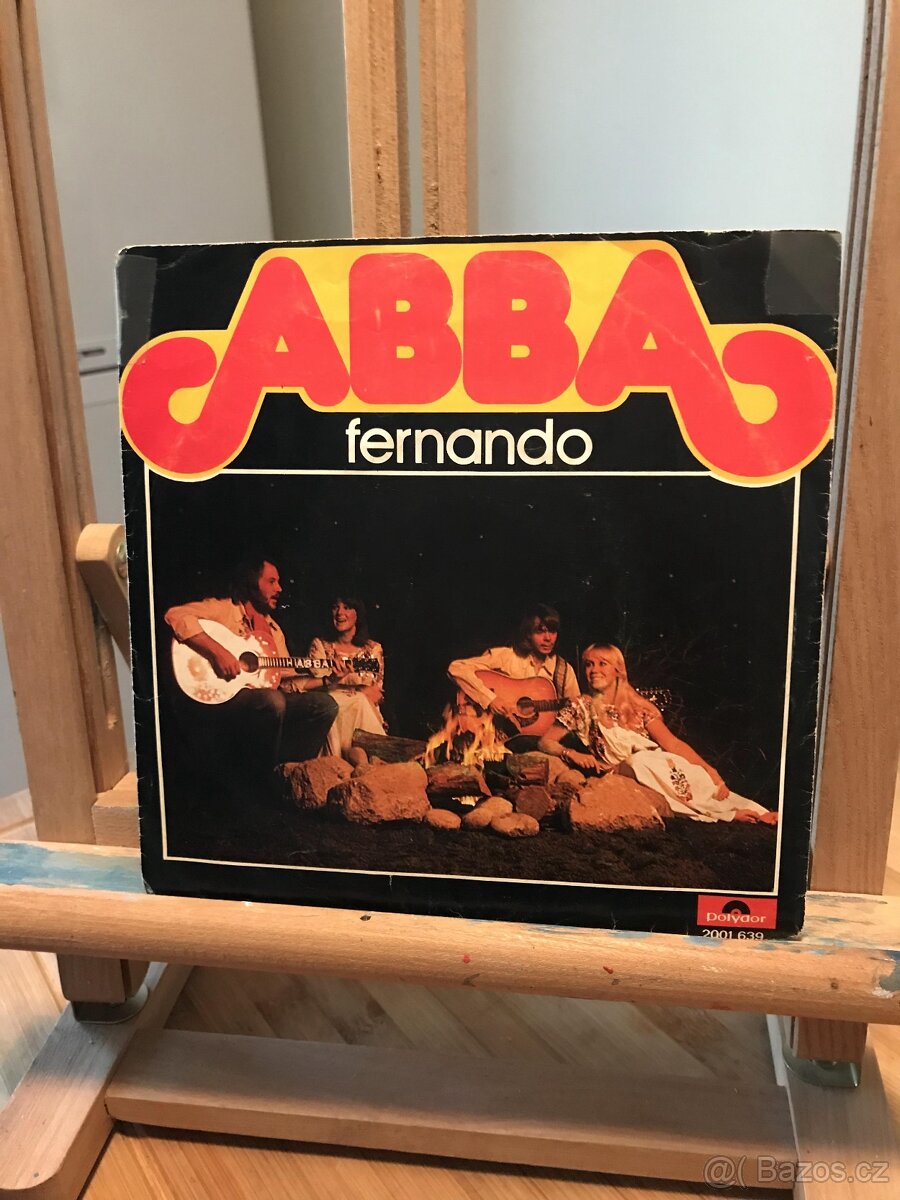 ABBA
fernando
ABBA
Polydor
2001 639
@( Bazos.cz